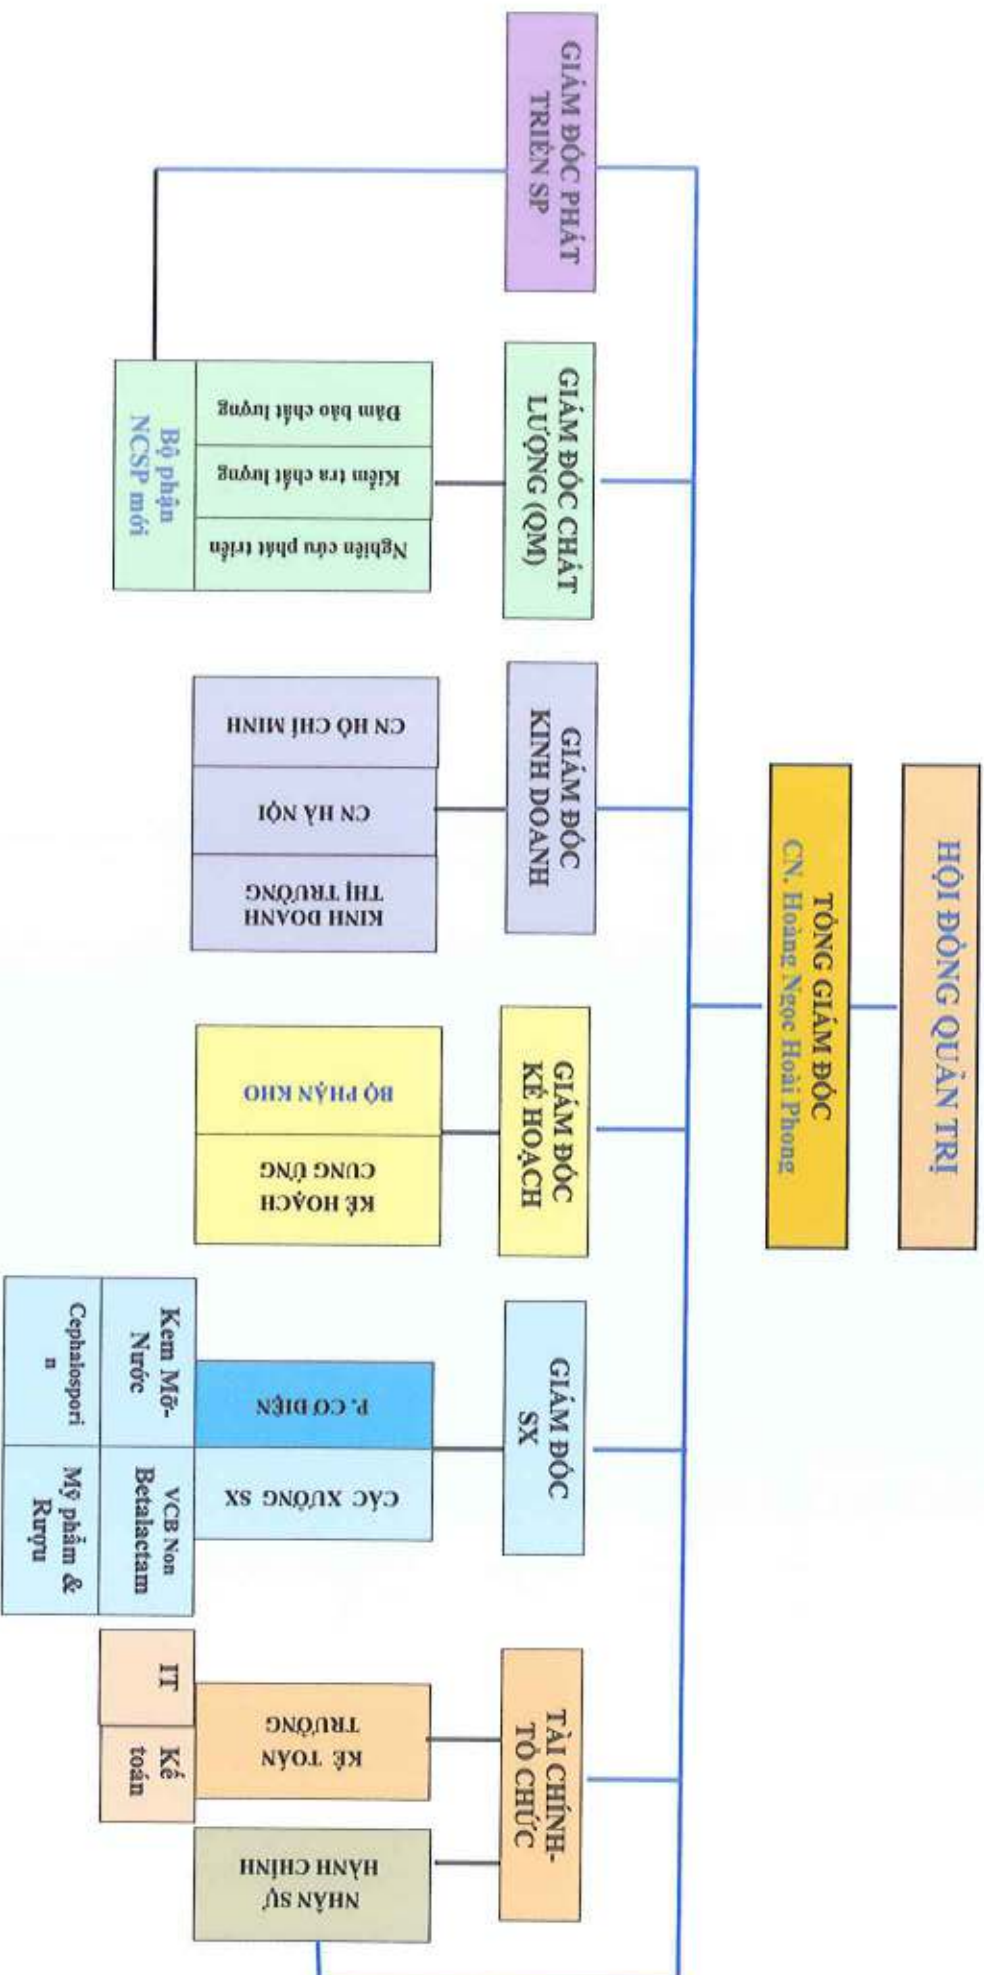 HỘI ĐỒNG QUẢN TRỊ
TỔNG GIÁM ĐỐC
CN. Hoàng Ngọc Hoài Phong
GIÁM ĐỐC PHÁT
TRIỂN SP
GIÁM ĐỐC CHẤT
LƯỢNG (QM)
GIÁM ĐỐC
KINH DOANH
GIÁM ĐỐC
KẾ HOẠCH
GIÁM ĐỐC
SX
TÀI CHÍNH-
TỔ CHỨC
Đảm bảo chất lượng
Kiểm tra chất lượng
Nghiên cứu phát triển
Bộ phận
NCSP mới
CN HỒ CHÍ MINH
CN HÀ NỘI
KINH DOANH
THỊ TRƯỜNG
BỘ PHẬN KHO
KẾ HOẠCH
CUNG ỨNG
P. CƠ ĐIỆN
CÁC XƯỞNG SX
Kem Mỡ-
Nước
VCB Non
Betalactam
Cephalospori
n
Mỹ phẩm &
Rượu
KẾ TOÁN
TRƯỞNG
NHÂN SỰ
HÀNH CHÍNH
IT
Kế
toán